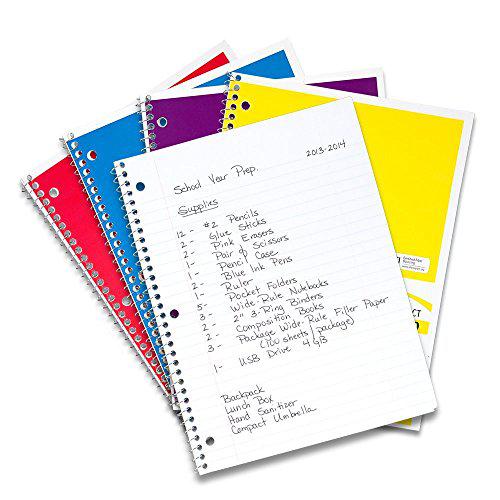 School Year Prep.
2013-2014
Supplies
12- #2 Pencils
2- Glue Sticks
2- Pink Erasers
2- Pair of Scissors
1- Pencil Case
1- Blue Ink Pens
2- Ruler
1- Pocket Folders
5- Wide-Rule Notebooks
3- 2" 3-Ring Binders
2- Composition Books
2- Package Wide-Rule Filler Paper
3- (100 sheets/package)
1- USB Drive 4GB
Backpack
Lunch Box
Hand Sanitizer
Compact Umbrella
CT